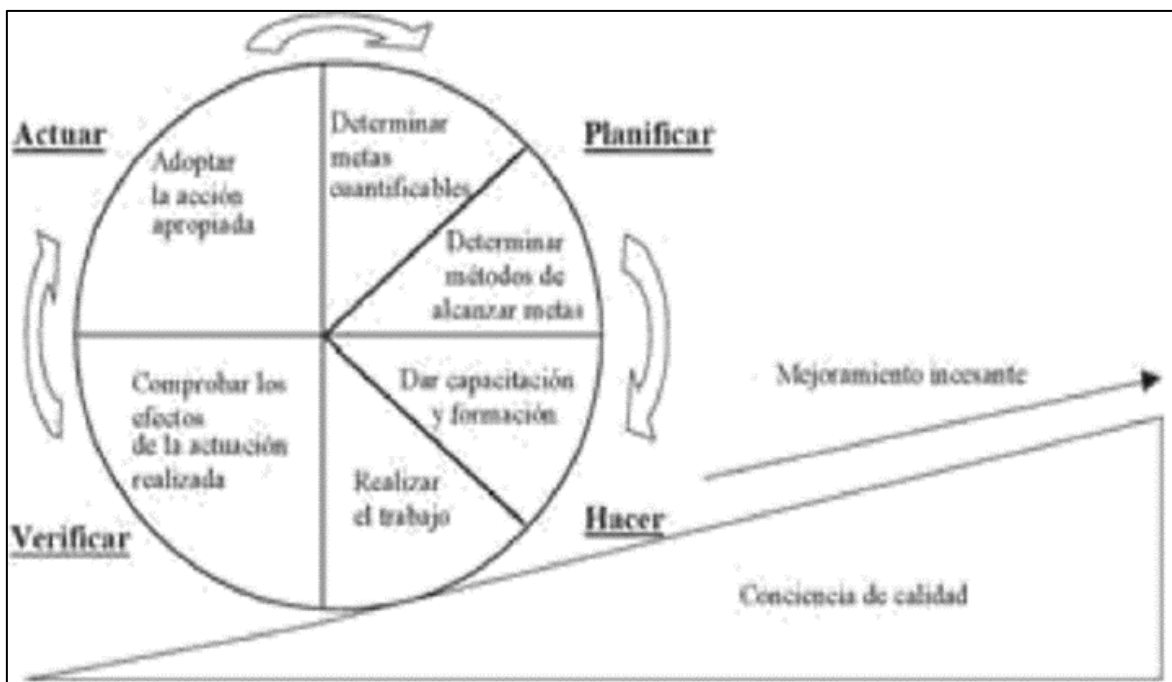 Actuar
Planificar
Determinar
metas
cuantificables
Adoptar
la acción
apropiada
Determinar
métodos de
alcanzar metas
Dar capacitación
y formación
Comprobar los
efectos
de la actuación
realizada
Realizar
el trabajo
Verificar
Hacer
Mejoramiento incesante
Conciencia de calidad